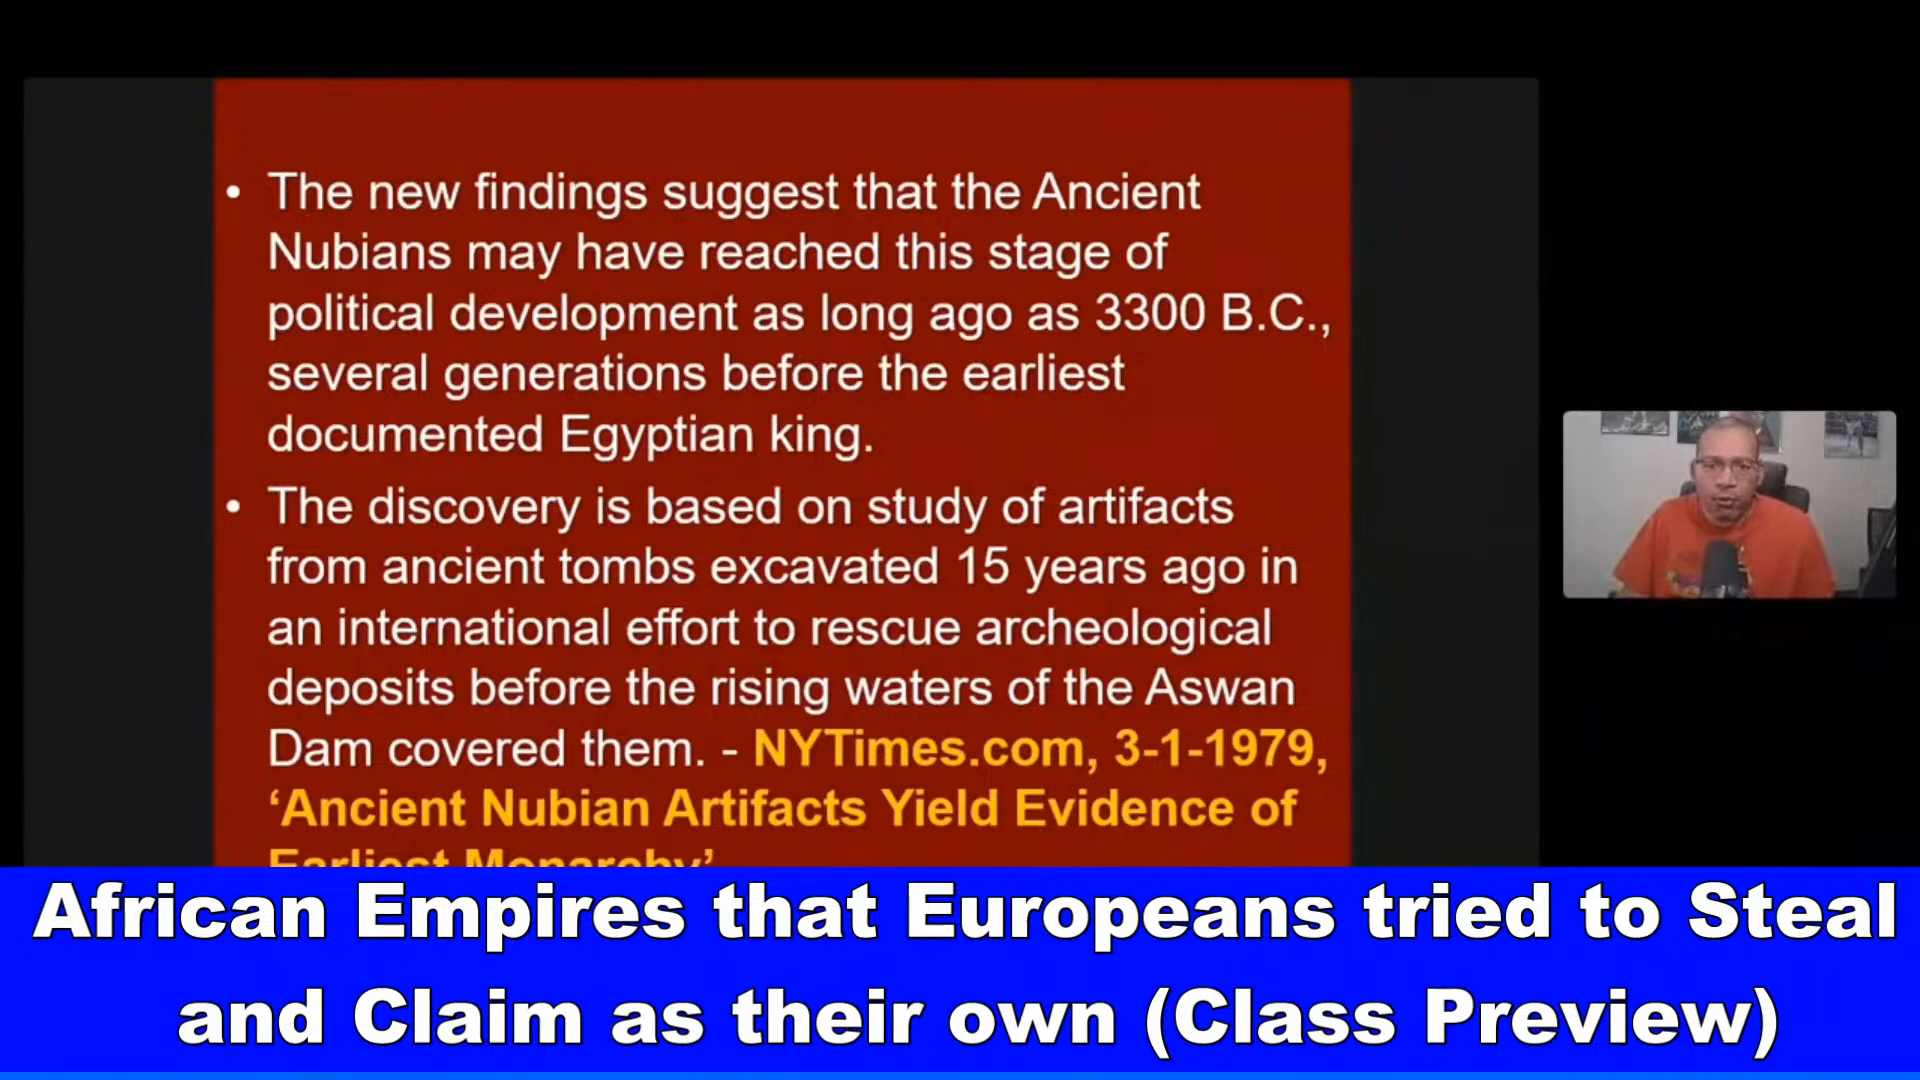 • The new findings suggest that the Ancient
Nubians may have reached this stage of
political development as long ago as 3300 B.C.,
several generations before the earliest
documented Egyptian king.
• The discovery is based on study of artifacts
from ancient tombs excavated 15 years ago in
an international effort to rescue archeological
deposits before the rising waters of the Aswan
Dam covered them. - NYTimes.com, 3-1-1979,
‘Ancient Nubian Artifacts Yield Evidence of
Earliest Monarchy’
African Empires that Europeans tried to Steal
and Claim as their own (Class Preview)